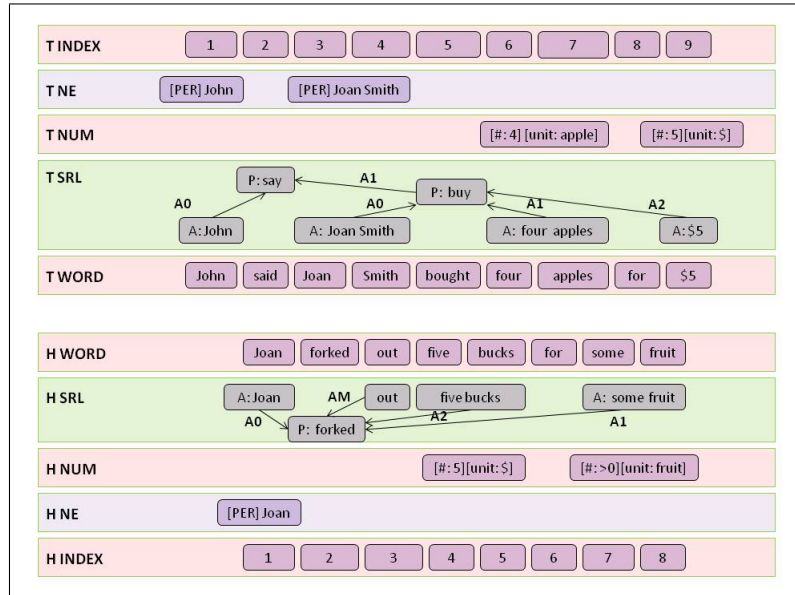 T INDEX 1 2 3 4 5 6 7 8 9
T NE [PER] John [PER] Joan Smith
T NUM [#: 4] [unit: apple] [#: 5][unit: $]
T SRL P: say A1 P: buy
A0 A0 A1 A2
A: John A: Joan Smith A: four apples A: $5
T WORD John said Joan Smith bought four apples for $5
H WORD Joan forked out five bucks for some fruit
H SRL A: Joan AM out five bucks A: some fruit
A0 P: forked A2 A1
H NUM [#: 5][unit: $] [#: >0][unit: fruit]
H NE [PER] Joan
H INDEX 1 2 3 4 5 6 7 8